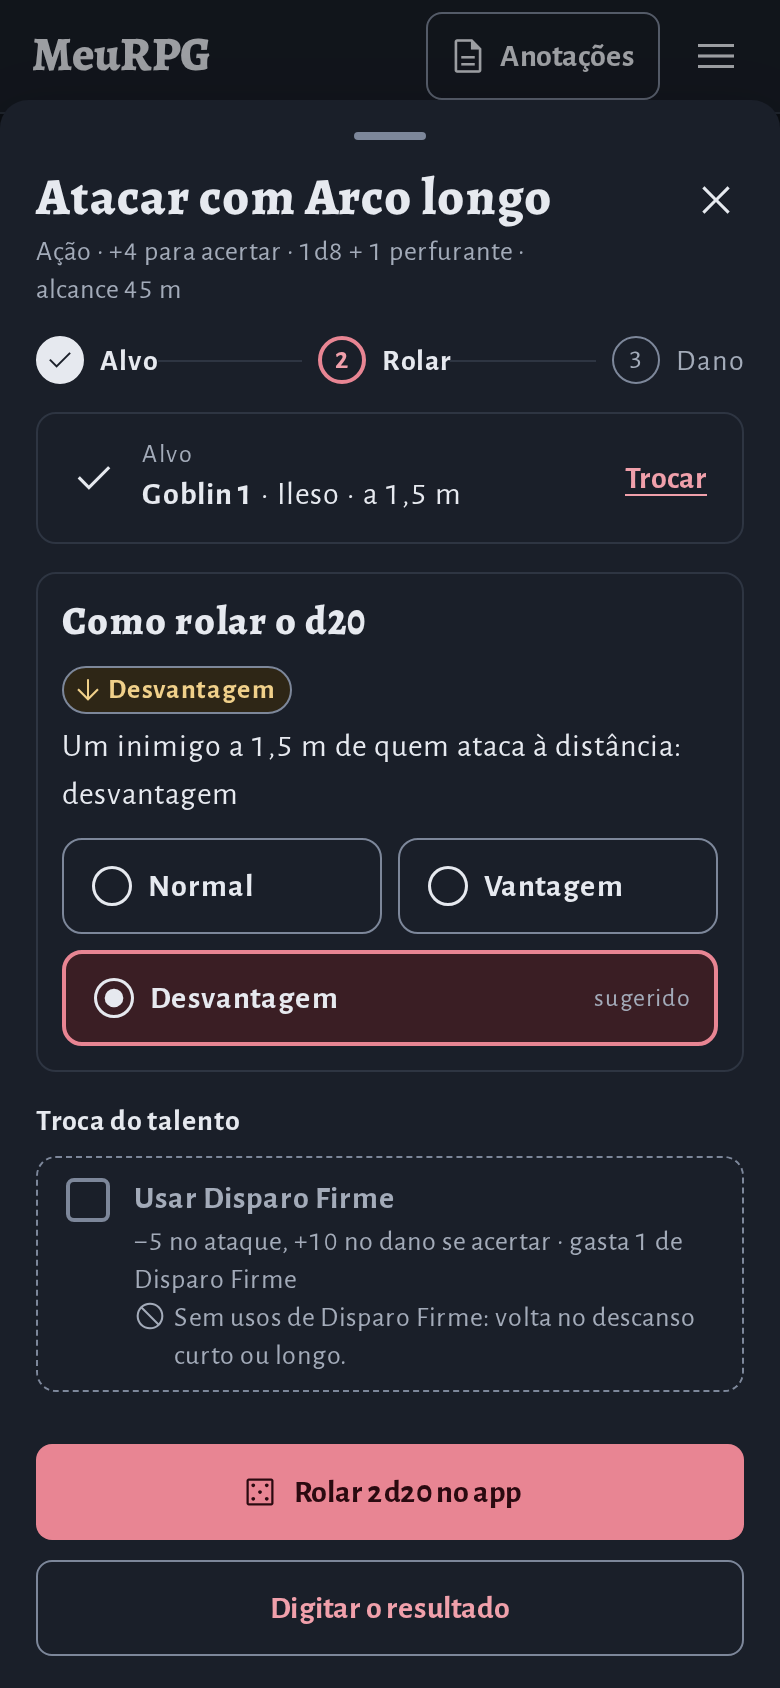 MeuRPG
Anotações
Atacar com Arco longo
Ação · +4 para acertar · 1d8 + 1 perfurante ·
alcance 45 m
Alvo
2 Rolar
3 Dano
Alvo
Goblin 1 · Ileso · a 1,5 m
Trocar
Como rolar o d20
Desvantagem
Um inimigo a 1,5 m de quem ataca à distância:
desvantagem
Normal
Vantagem
Desvantagem
sugerido
Troca do talento
Usar Disparo Firme
−5 no ataque, +10 no dano se acertar · gasta 1 de
Disparo Firme
Sem usos de Disparo Firme: volta no descanso
curto ou longo.
Rolar 2d20 no app
Digitar o resultado